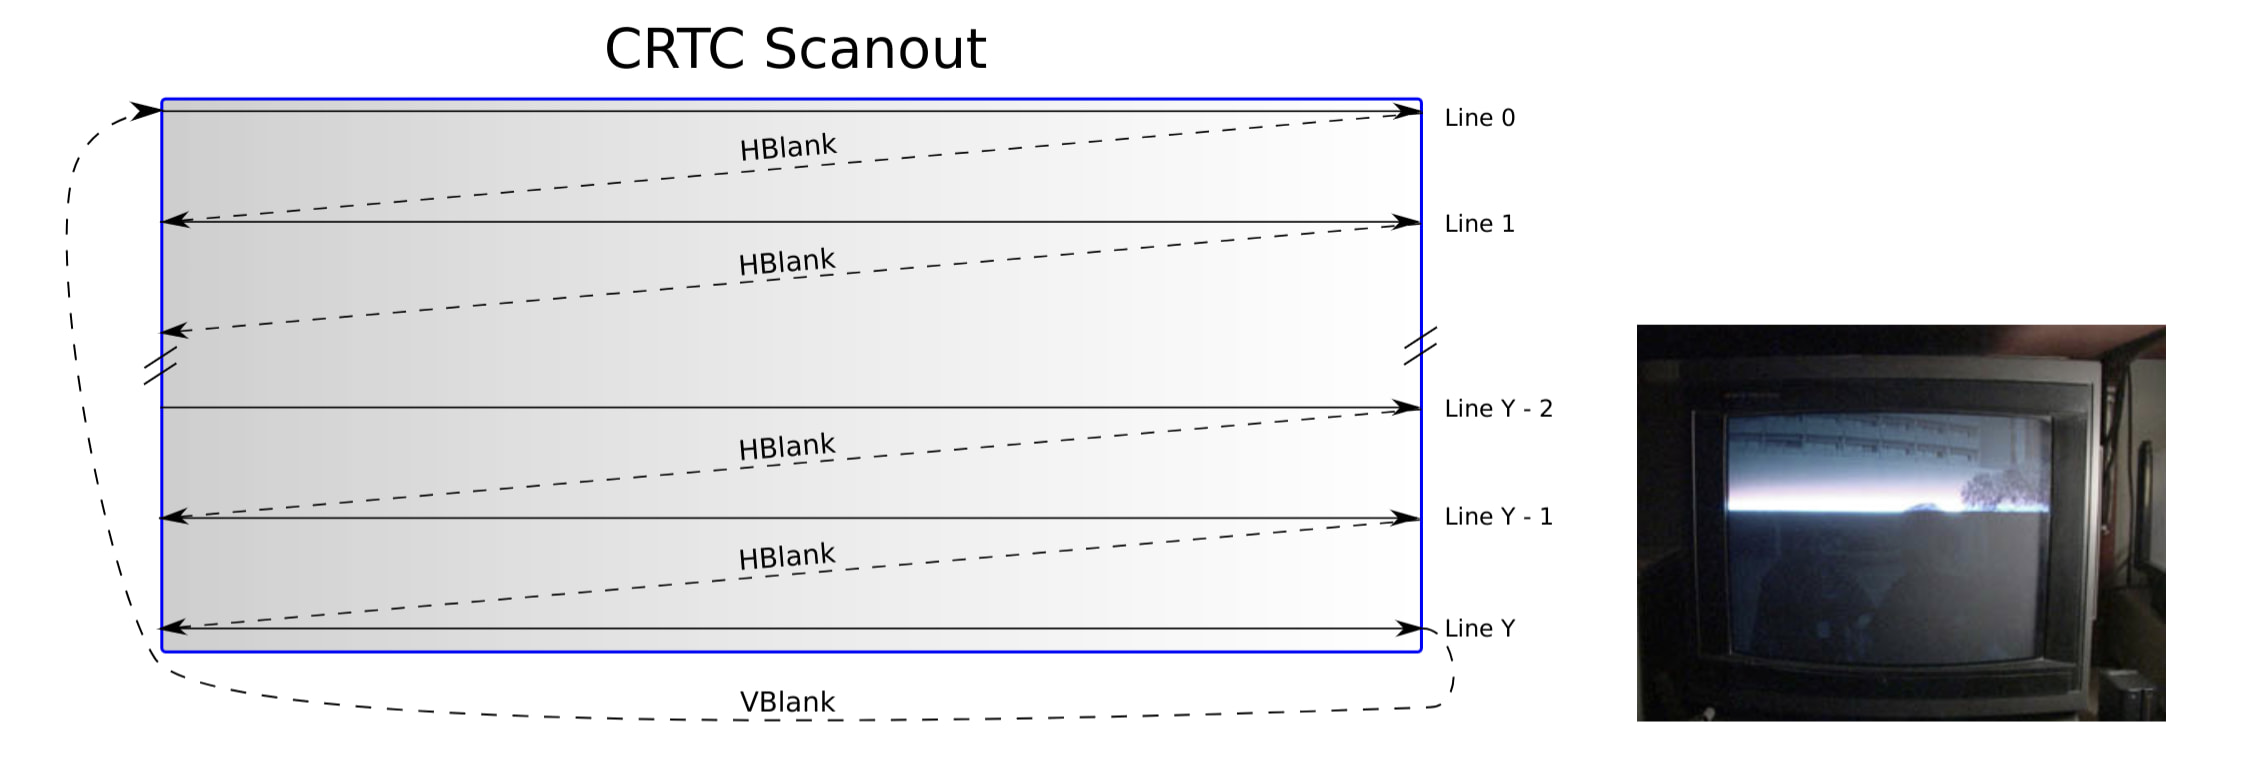 CRTC Scanout
Line 0
HBlank
Line 1
HBlank
Line Y - 2
HBlank
Line Y - 1
HBlank
Line Y
VBlank